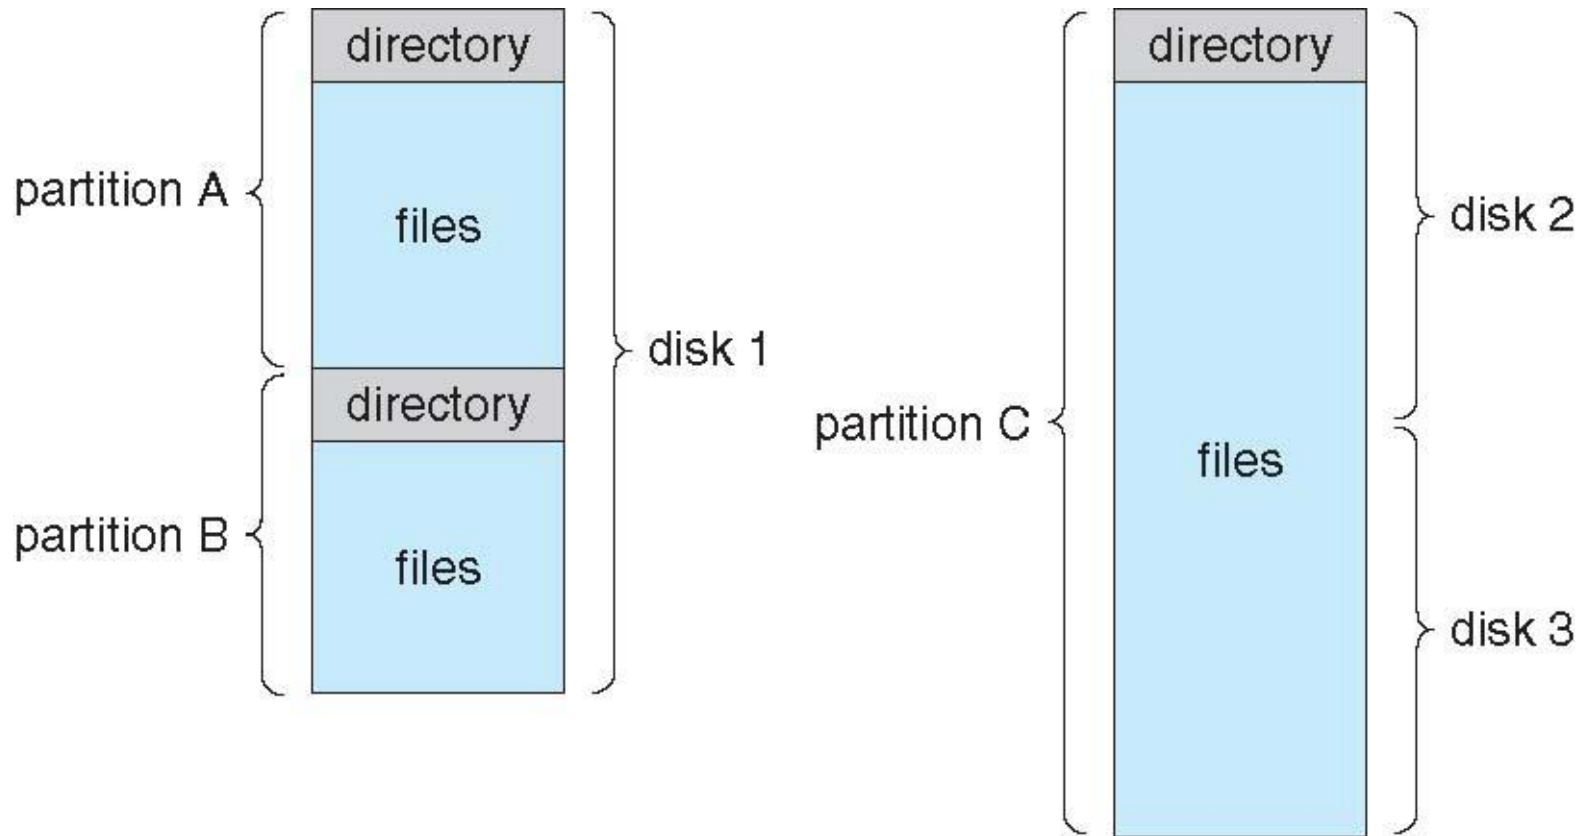 directory
partition A
files
disk 1
directory
partition B
files
directory
disk 2
partition C
files
disk 3